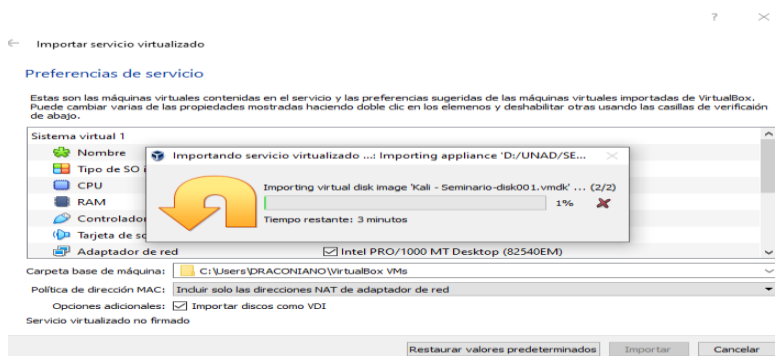 ?
Importar servicio virtualizado
Preferencias de servicio
Estas son las máquinas virtuales contenidas en el servicio y las preferencias sugeridas de las máquinas virtuales importadas de VirtualBox.
Puede cambiar varias de las propiedades mostradas haciendo doble clic en los elemenos y deshabilitar otras usando las casillas de verificación
de abajo.
Sistema virtual 1
Nombre
Importando servicio virtualizado ...: Importing appliance 'D:/UNAD/SE...
Tipo de SO i
CPU
Importing virtual disk image 'Kali - Seminario-disk001.vmdk' ... (2/2)
RAM
1%
Controlador
Tiempo restante: 3 minutos
Tarjeta de so
Adaptador de red
Intel PRO/1000 MT Desktop (82540EM)
Carpeta base de máquina:
C:\Users\DRACONIANO\VirtualBox VMs
Política de dirección MAC:
Incluir solo las direcciones NAT de adaptador de red
Opciones adicionales:
Importar discos como VDI
Servicio virtualizado no firmado
Restaurar valores predeterminados
Importar
Cancelar